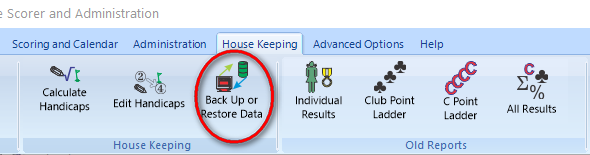 e Scorer and Administration
Scoring and Calendar Administration House Keeping Advanced Options Help
Calculate Handicaps
Edit Handicaps
Back Up or Restore Data
Individual Results
Club Point Ladder
C Point Ladder
All Results
House Keeping
Old Reports